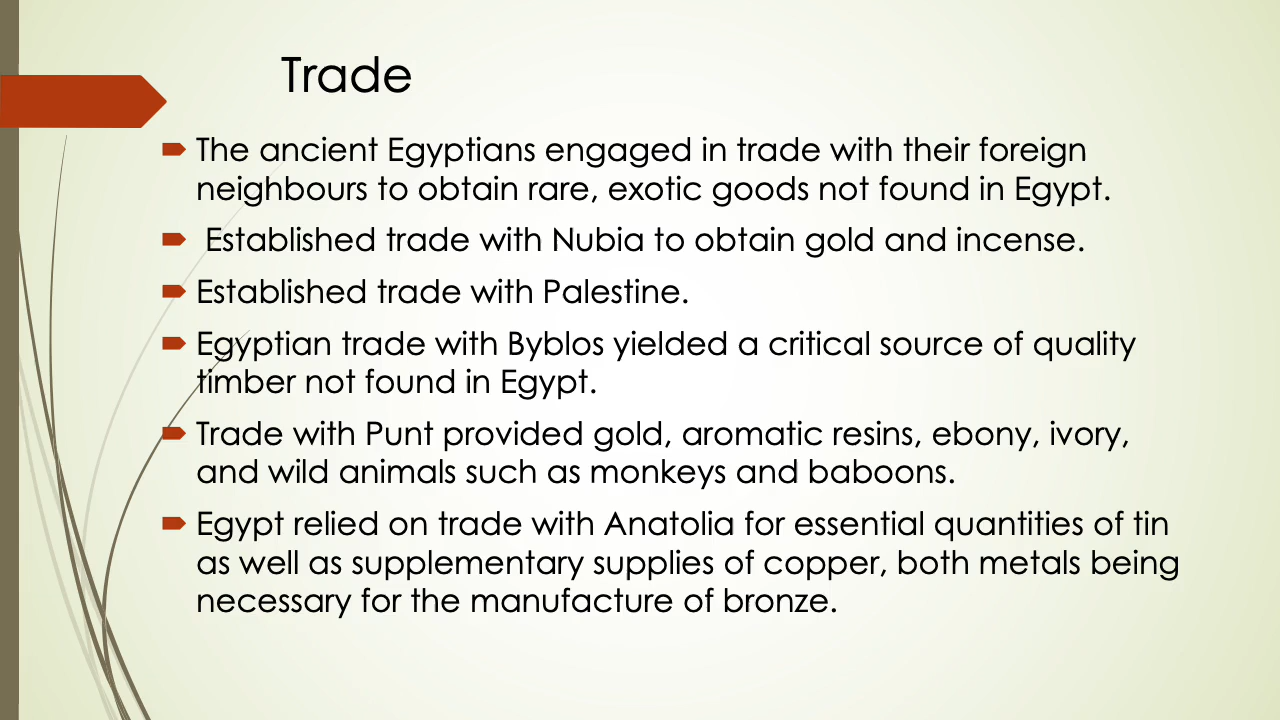 Trade
The ancient Egyptians engaged in trade with their foreign
neighbours to obtain rare, exotic goods not found in Egypt.
Established trade with Nubia to obtain gold and incense.
Established trade with Palestine.
Egyptian trade with Byblos yielded a critical source of quality
timber not found in Egypt.
Trade with Punt provided gold, aromatic resins, ebony, ivory,
and wild animals such as monkeys and baboons.
Egypt relied on trade with Anatolia for essential quantities of tin
as well as supplementary supplies of copper, both metals being
necessary for the manufacture of bronze.